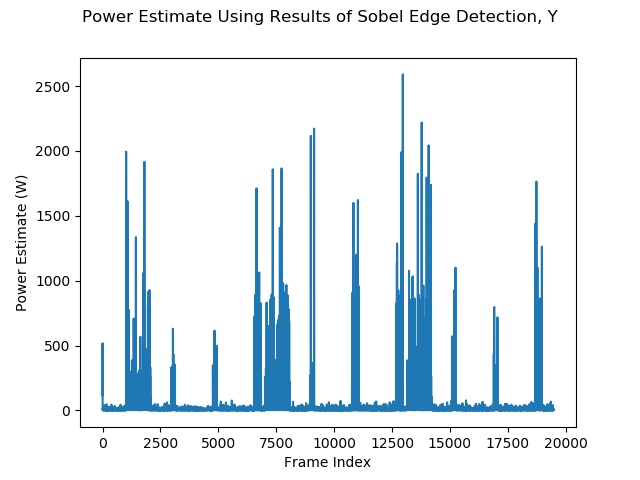 Power Estimate Using Results of Sobel Edge Detection, Y
2500
2000
1500
1000
500
0
Power Estimate (W)
0 2500 5000 7500 10000 12500 15000 17500 20000
Frame Index